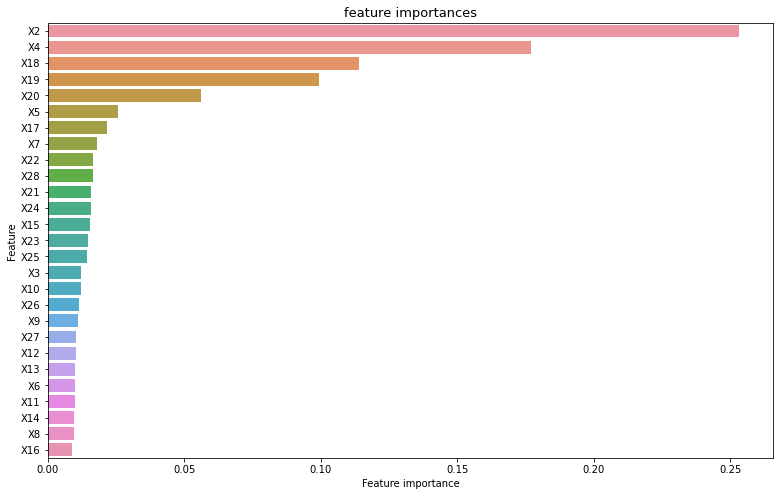 feature importances
X2
X4
X18
X19
X20
X5
X17
X7
X22
X28
X21
X24
X15
X23
X25
X3
X10
X26
X9
X27
X12
X13
X6
X11
X14
X8
X16
Feature
0.00 0.05 0.10 0.15 0.20 0.25
Feature importance